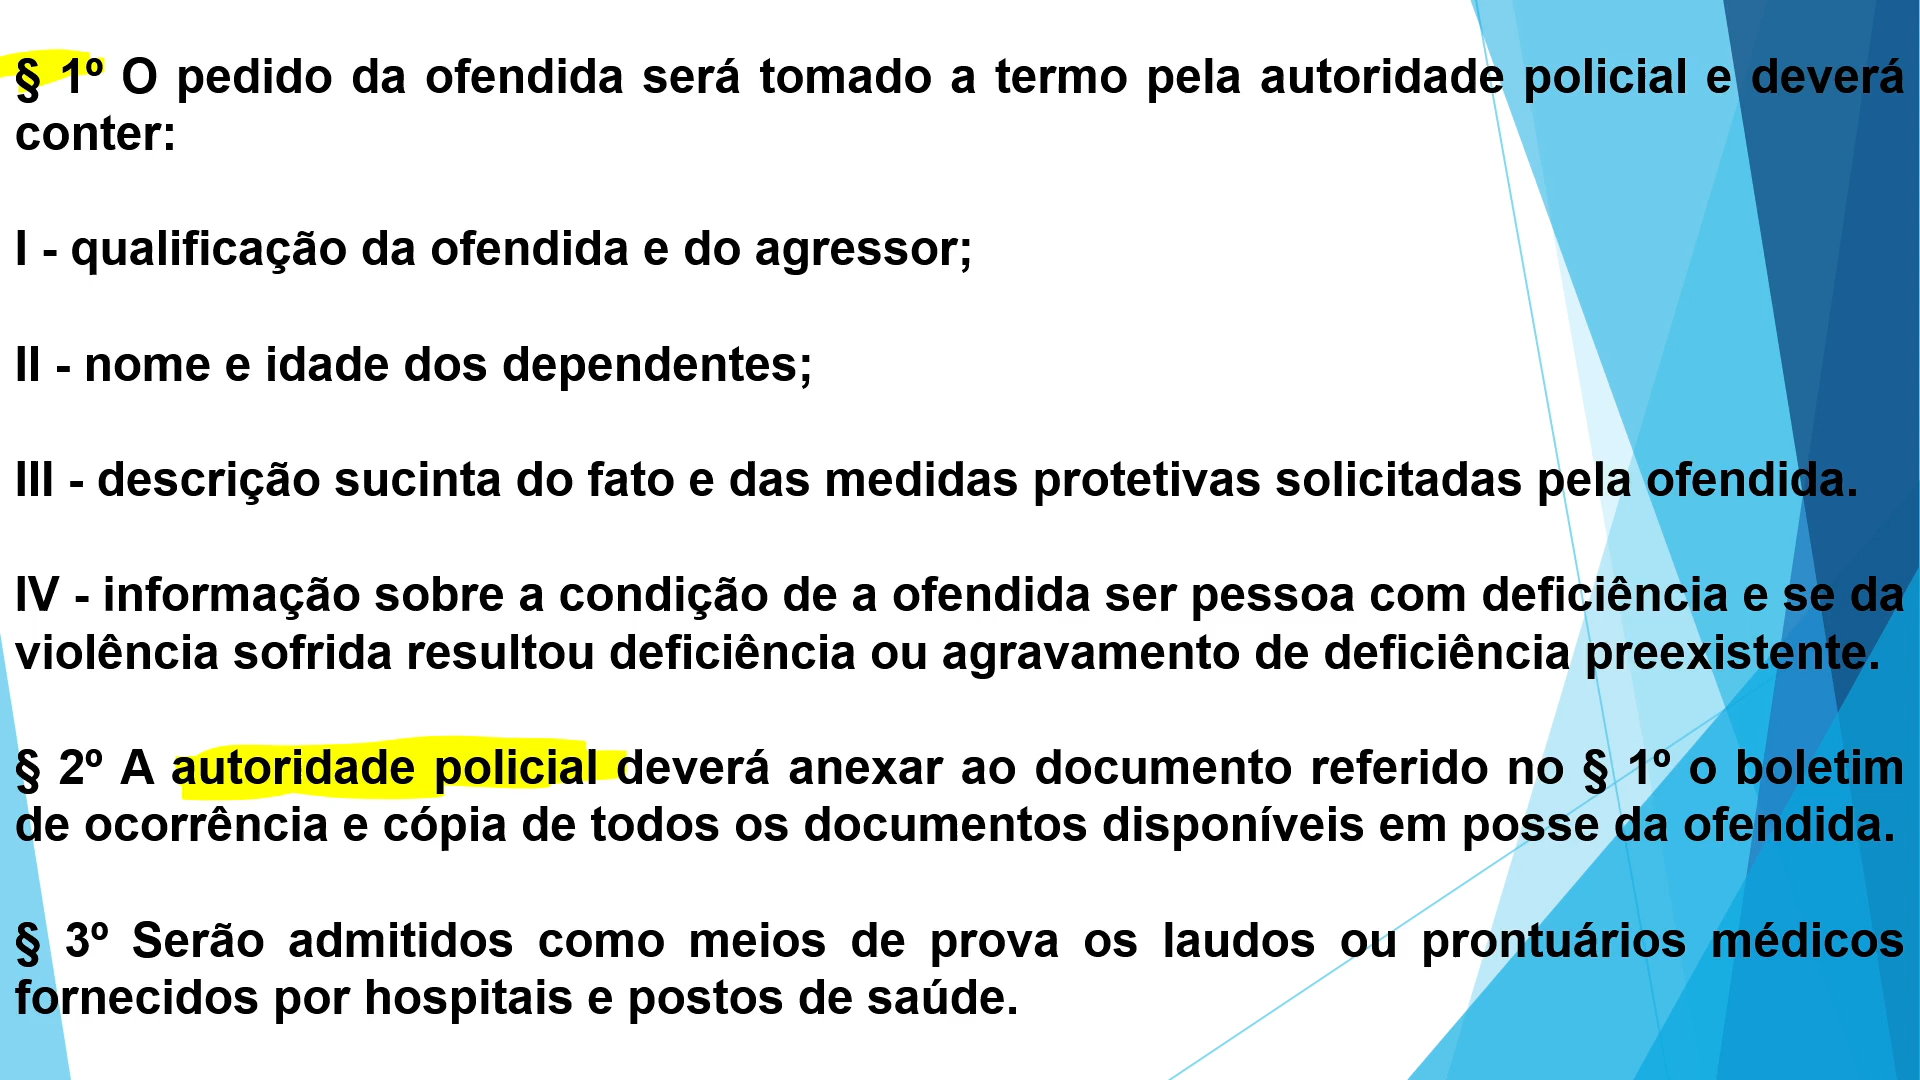 § 1º O pedido da ofendida será tomado a termo pela autoridade policial e deverá
conter:
I - qualificação da ofendida e do agressor;
II - nome e idade dos dependentes;
III - descrição sucinta do fato e das medidas protetivas solicitadas pela ofendida.
IV - informação sobre a condição de a ofendida ser pessoa com deficiência e se da
violência sofrida resultou deficiência ou agravamento de deficiência preexistente.
§ 2º A autoridade policial deverá anexar ao documento referido no § 1º o boletim
de ocorrência e cópia de todos os documentos disponíveis em posse da ofendida.
§ 3º Serão admitidos como meios de prova os laudos ou prontuários médicos
fornecidos por hospitais e postos de saúde.